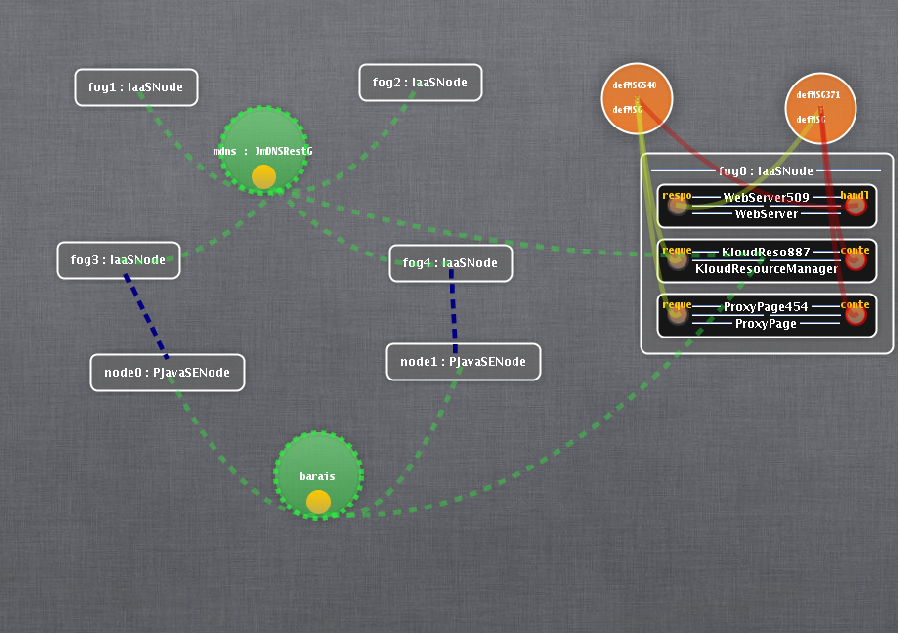 fog1 : IaaSNode
fog2 : IaaSNode
defMSG540
defMSG
defMSG371
defMSG
mdns : JmDNSRestG
fog0 : IaaSNode
respo
WebServer509
handl
WebServer
fog3 : IaaSNode
fog4 : IaaSNode
reque
KloudReso887
conte
KloudResourceManager
reque
ProxyPage454
conte
ProxyPage
node0 : PJavaSENode
node1 : PJavaSENode
barais